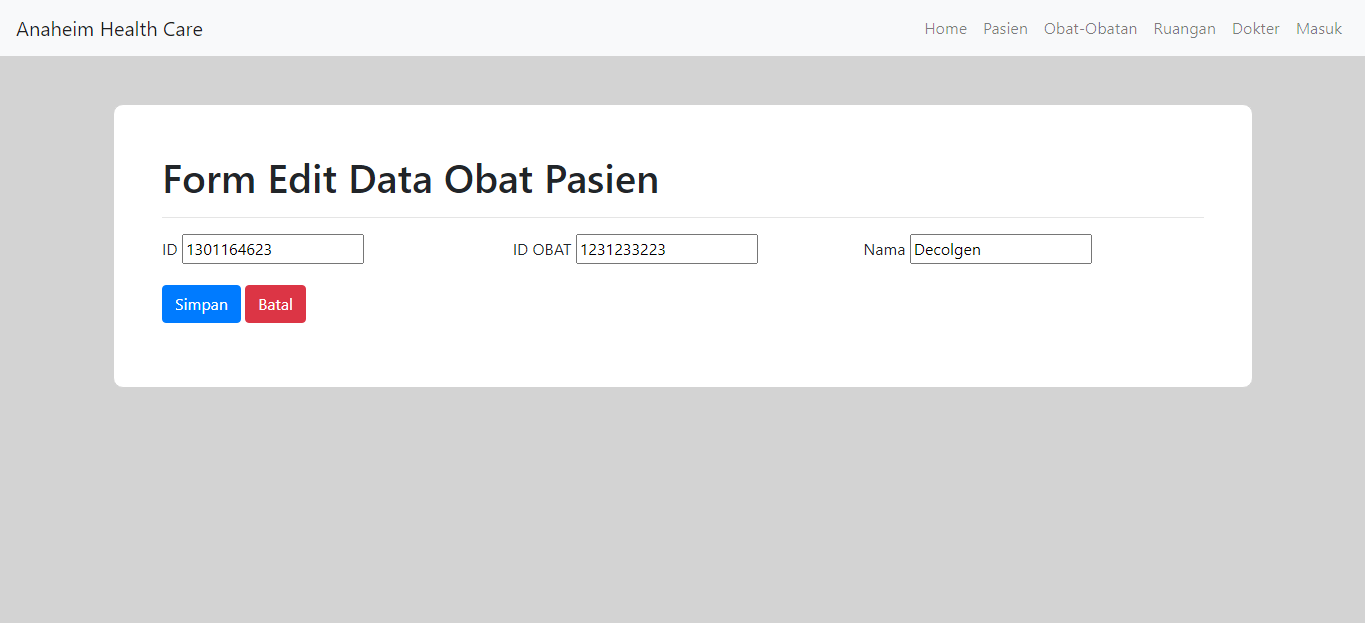 Anaheim Health Care Home Pasien Obat-Obatan Ruangan Dokter Masuk
Form Edit Data Obat Pasien
ID 1301164623 ID OBAT 1231233223 Nama Decolgen
Simpan Batal